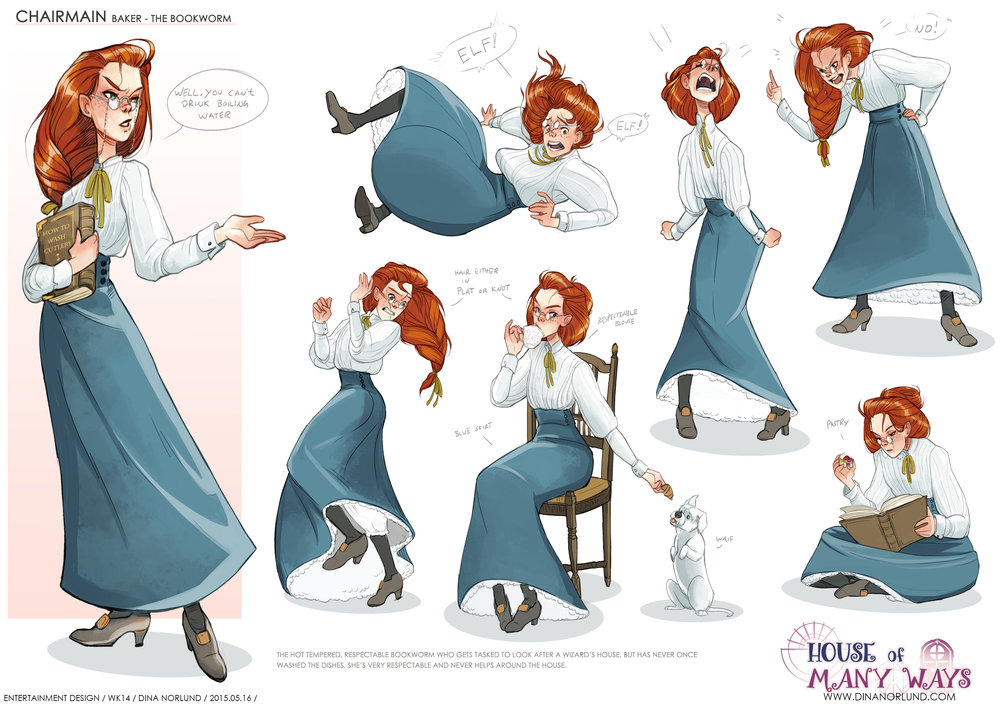 CHAIRMAIN BAKER - THE BOOKWORM
WELL, YOU CAN'T
DRINK BOILING
WATER
HOW TO
WASH
CUTLERY
ELF!
ELF!
NO!
HAIR EITHER
IN
PLAT OR KNOT
RESPECTABLE
BLOUSE
BLUE SKIRT
WAIF
PASTRY
THE HOT TEMPERED, RESPECTABLE BOOKWORM WHO GETS TASKED TO LOOK AFTER A WIZARD'S HOUSE, BUT HAS NEVER ONCE
WASHED THE DISHES. SHE'S VERY RESPECTABLE AND NEVER HELPS AROUND THE HOUSE.
HOUSE of
MANY WAYS
WWW.DINANORLUND.COM
ENTERTAINMENT DESIGN / WK14 / DINA NORLUND / 2015.05.16 /